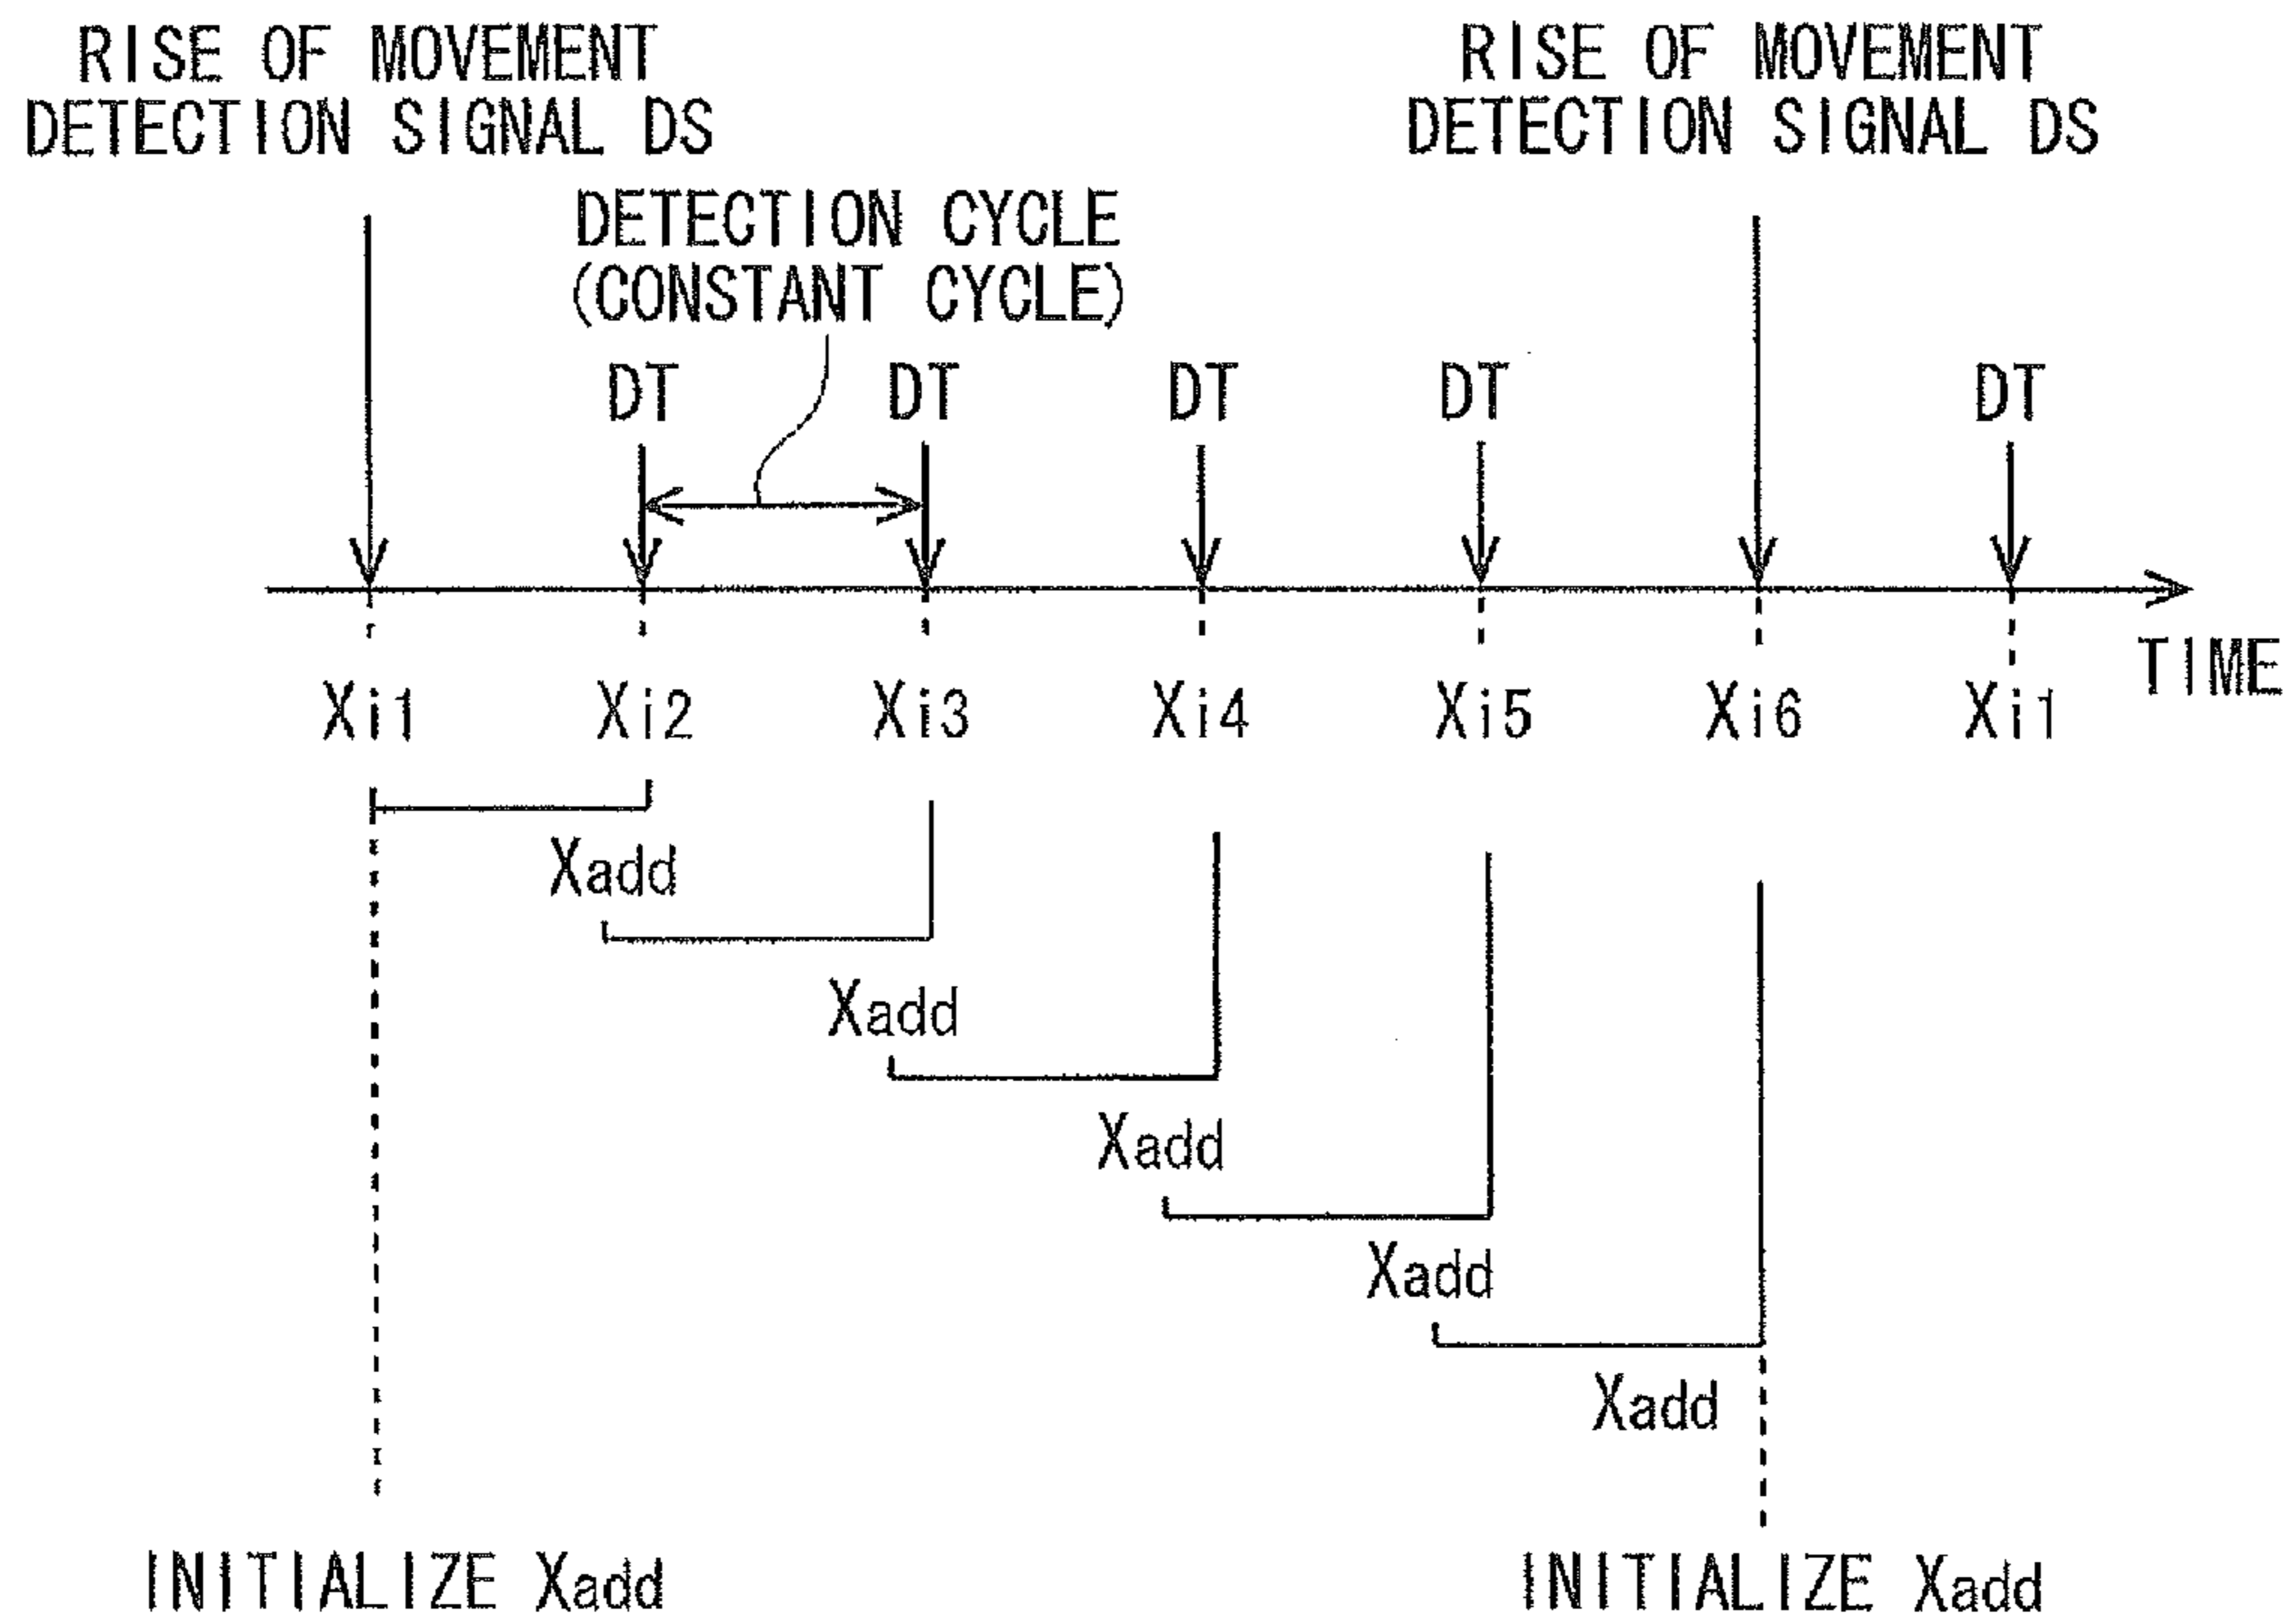 RISE OF MOVEMENT
DETECTION SIGNAL DS
RISE OF MOVEMENT
DETECTION SIGNAL DS
DETECTION CYCLE
(CONSTANT CYCLE)
DT DT DT DT DT
TIME
Xi1 Xi2 Xi3 Xi4 Xi5 Xi6 Xi1
Xadd
Xadd
Xadd
Xadd
Xadd
INITIALIZE Xadd INITIALIZE Xadd